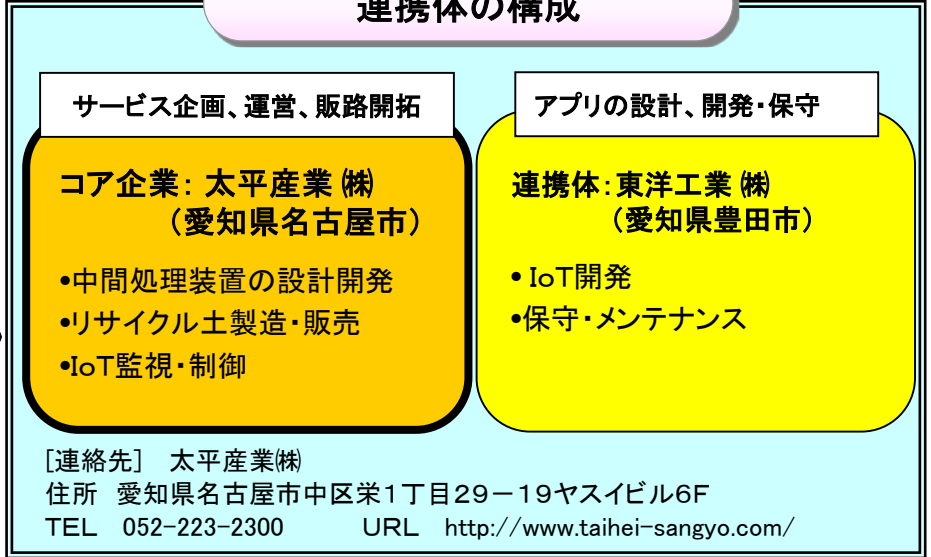 連携体の構成
サービス企画、運営、販路開拓
コア企業：太平産業㈱
（愛知県名古屋市）
•中間処理装置の設計開発
•リサイクル土製造・販売
•IoT監視・制御
アプリの設計、開発・保守
連携体：東洋工業㈱
（愛知県豊田市）
• IoT開発
•保守・メンテナンス
［連絡先］　太平産業㈱
住所　愛知県名古屋市中区栄１丁目２９－１９ヤスイビル６Ｆ
ＴＥＬ　052-223-2300　　ＵＲＬ　http://www.taihei-sangyo.com/